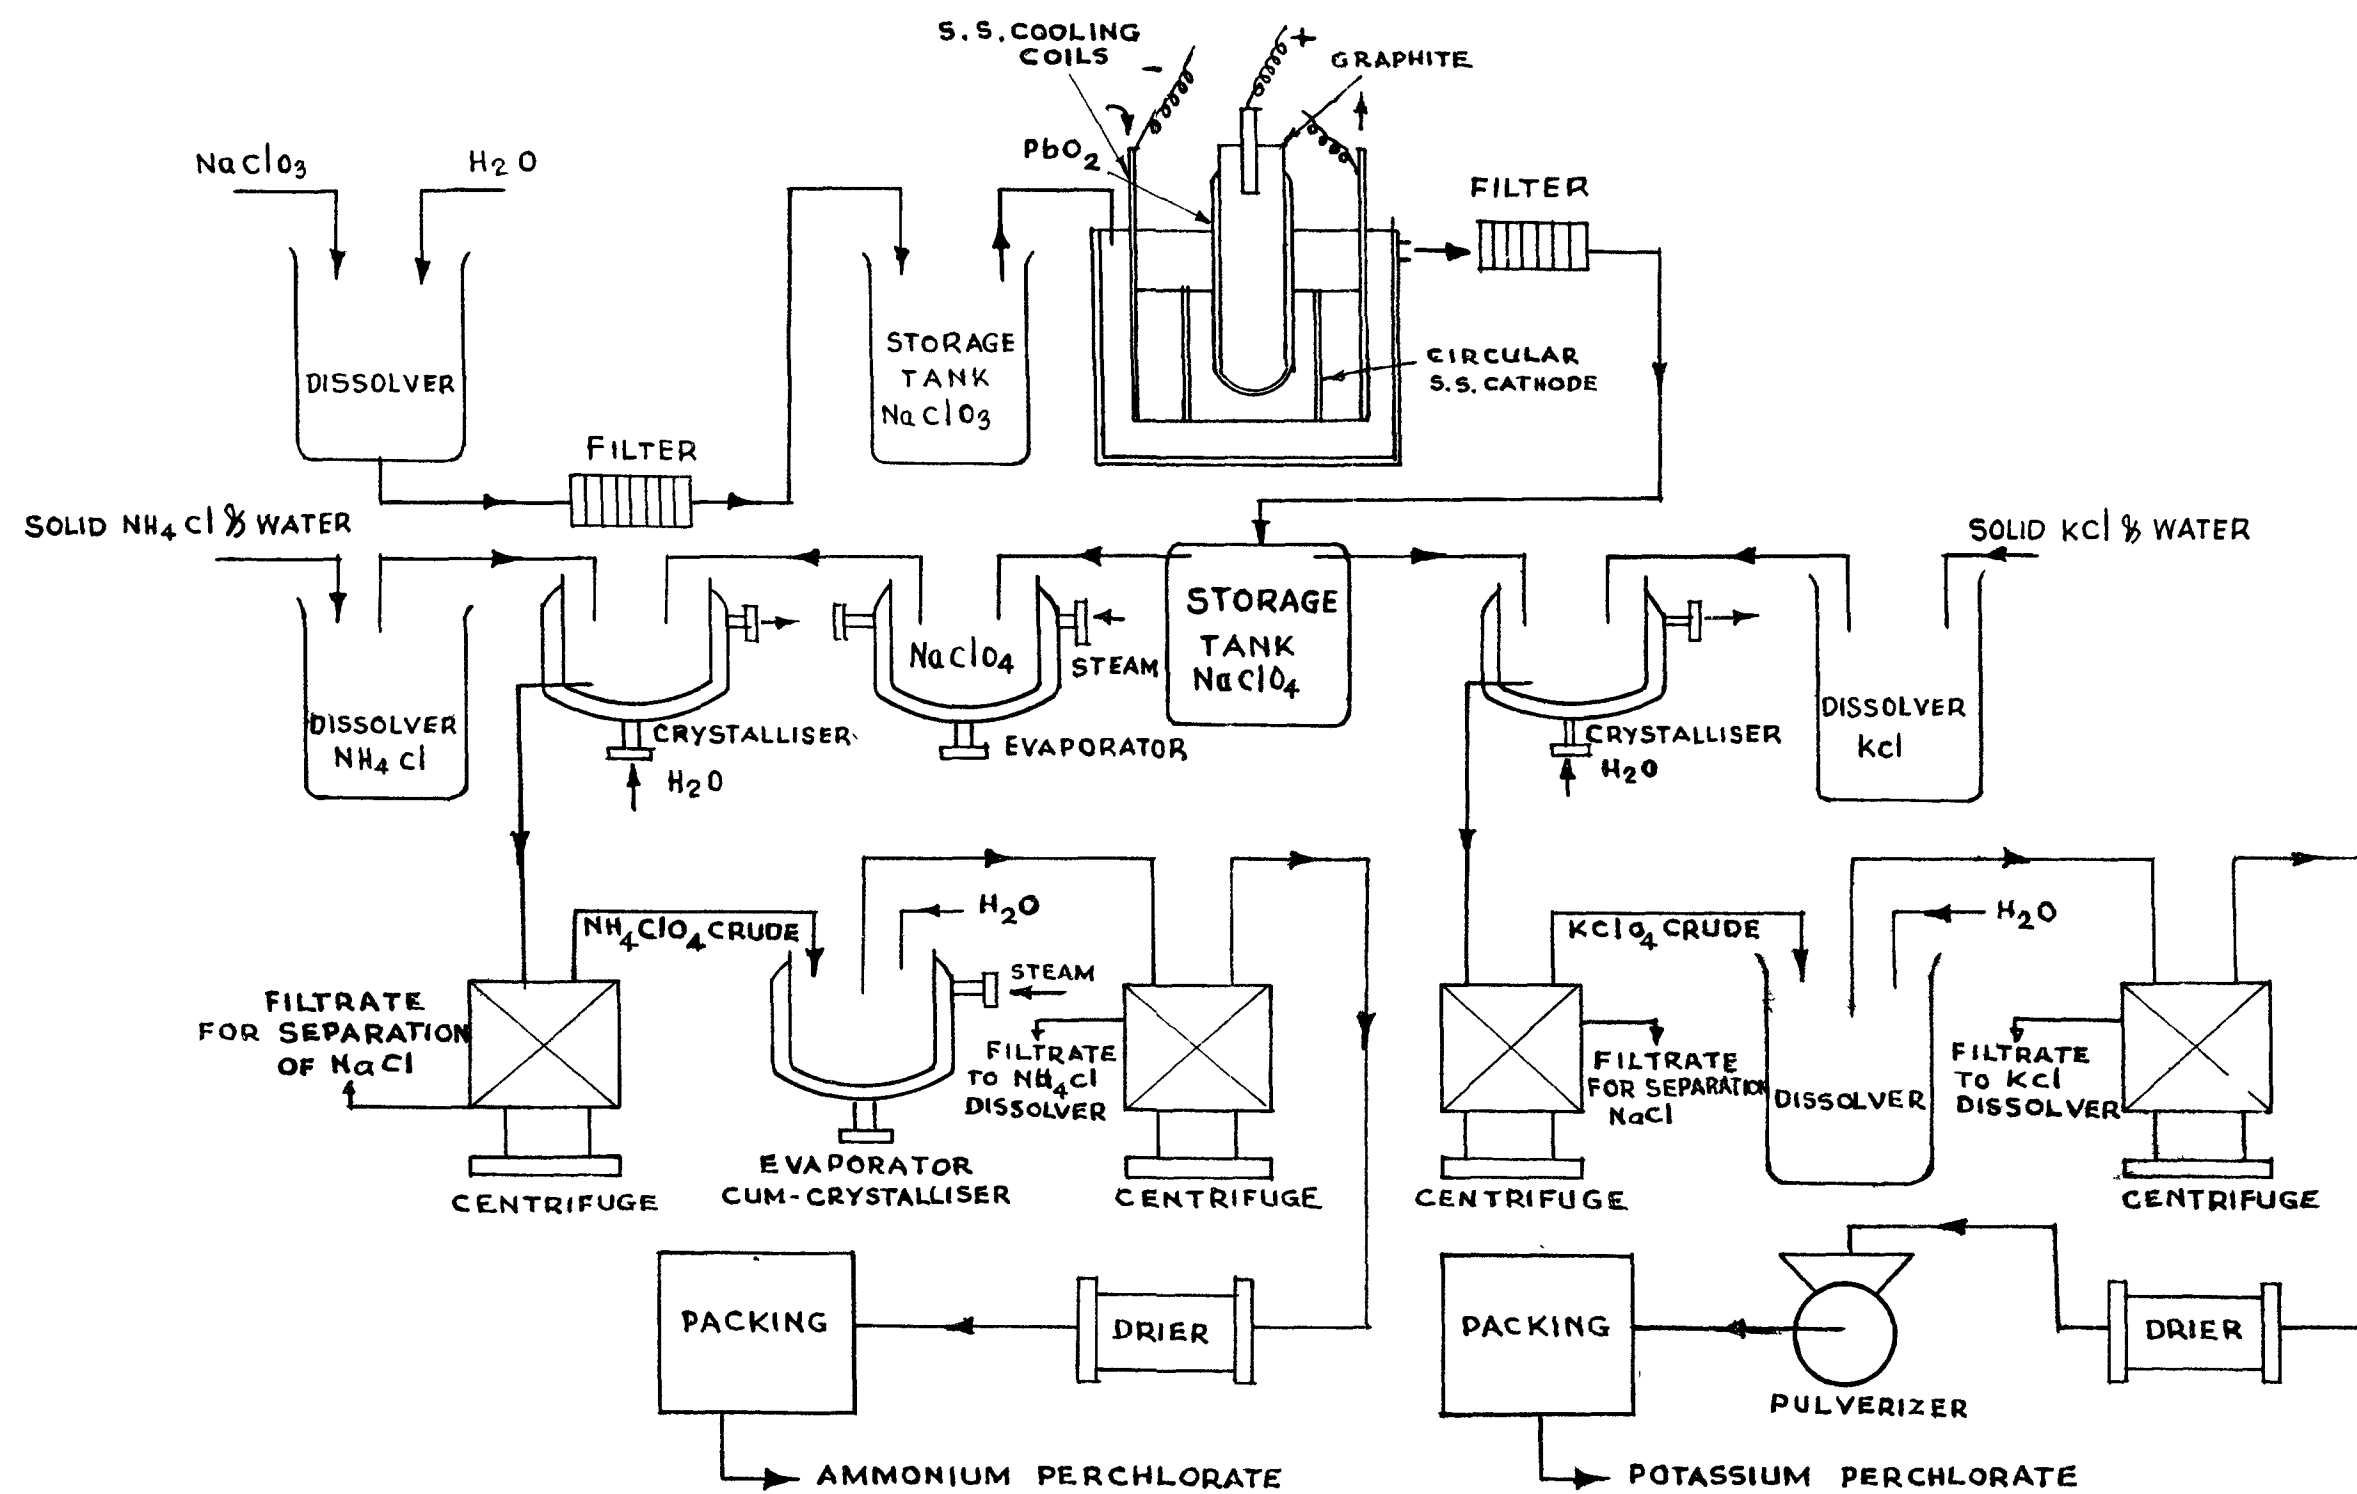 S.S. COOLING
COILS
-
+
GRAPHITE
PbO2
NaClO3
H2O
FILTER
DISSOLVER
STORAGE
TANK
NaClO3
CIRCULAR
S.S. CATHODE
FILTER
SOLID NH4Cl & WATER
SOLID KCl & WATER
STORAGE
TANK
NaClO4
NaClO4
STEAM
DISSOLVER
NH4Cl
CRYSTALLISER
H2O
EVAPORATOR
CRYSTALLISER
H2O
DISSOLVER
KCl
H2O
NH4ClO4 CRUDE
STEAM
FILTRATE
FOR SEPARATION
OF NaCl
FILTRATE
TO NH4Cl
DISSOLVER
EVAPORATOR
CUM-CRYSTALLISER
CENTRIFUGE
CENTRIFUGE
KClO4 CRUDE
H2O
FILTRATE
FOR SEPARATION
NaCl
DISSOLVER
FILTRATE
TO KCl
DISSOLVER
CENTRIFUGE
CENTRIFUGE
PACKING
DRIER
PACKING
DRIER
PULVERIZER
AMMONIUM PERCHLORATE
POTASSIUM PERCHLORATE